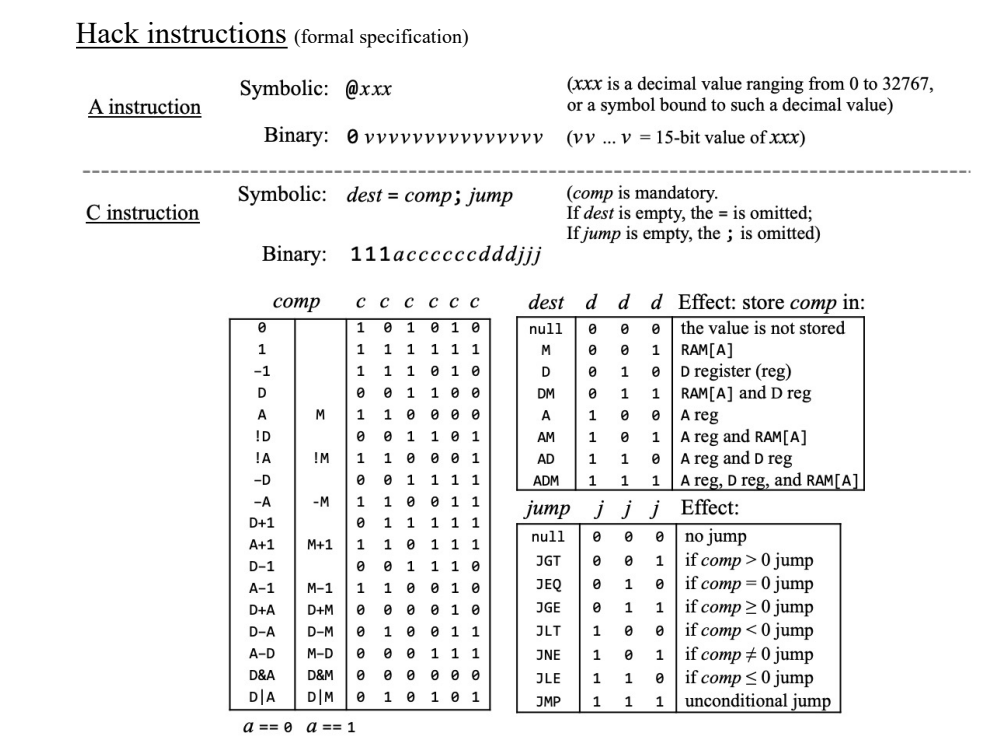 Hack instructions (formal specification)
A instruction
Symbolic: @xxx (xxx is a decimal value ranging from 0 to 32767,
or a symbol bound to such a decimal value)
Binary: 0 vvvvvvvvvvvvvvv (vv ... v = 15-bit value of xxx)
C instruction
Symbolic: dest = comp; jump (comp is mandatory.
If dest is empty, the = is omitted;
If jump is empty, the ; is omitted)
Binary: 111accccccdddjjj
comp c c c c c c
0 1 0 1 0 1 0
1 1 1 1 1 1 1
-1 1 1 1 0 1 0
D 0 0 1 1 0 0
A M 1 1 0 0 0 0
!D 0 0 1 1 0 1
!A !M 1 1 0 0 0 1
-D 0 0 1 1 1 1
-A -M 1 1 0 0 1 1
D+1 0 1 1 1 1 1
A+1 M+1 1 1 0 1 1 1
D-1 0 0 1 1 1 0
A-1 M-1 1 1 0 0 1 0
D+A D+M 0 0 0 0 1 0
D-A D-M 0 1 0 0 1 1
A-D M-D 0 0 0 1 1 1
D&A D&M 0 0 0 0 0 0
D|A D|M 0 1 0 1 0 1
a == 0 a == 1
dest d d d Effect: store comp in:
null 0 0 0 the value is not stored
M 0 0 1 RAM[A]
D 0 1 0 D register (reg)
DM 0 1 1 RAM[A] and D reg
A 1 0 0 A reg
AM 1 0 1 A reg and RAM[A]
AD 1 1 0 A reg and D reg
ADM 1 1 1 A reg, D reg, and RAM[A]
jump j j j Effect:
null 0 0 0 no jump
JGT 0 0 1 if comp > 0 jump
JEQ 0 1 0 if comp = 0 jump
JGE 0 1 1 if comp ≥ 0 jump
JLT 1 0 0 if comp < 0 jump
JNE 1 0 1 if comp ≠ 0 jump
JLE 1 1 0 if comp ≤ 0 jump
JMP 1 1 1 unconditional jump